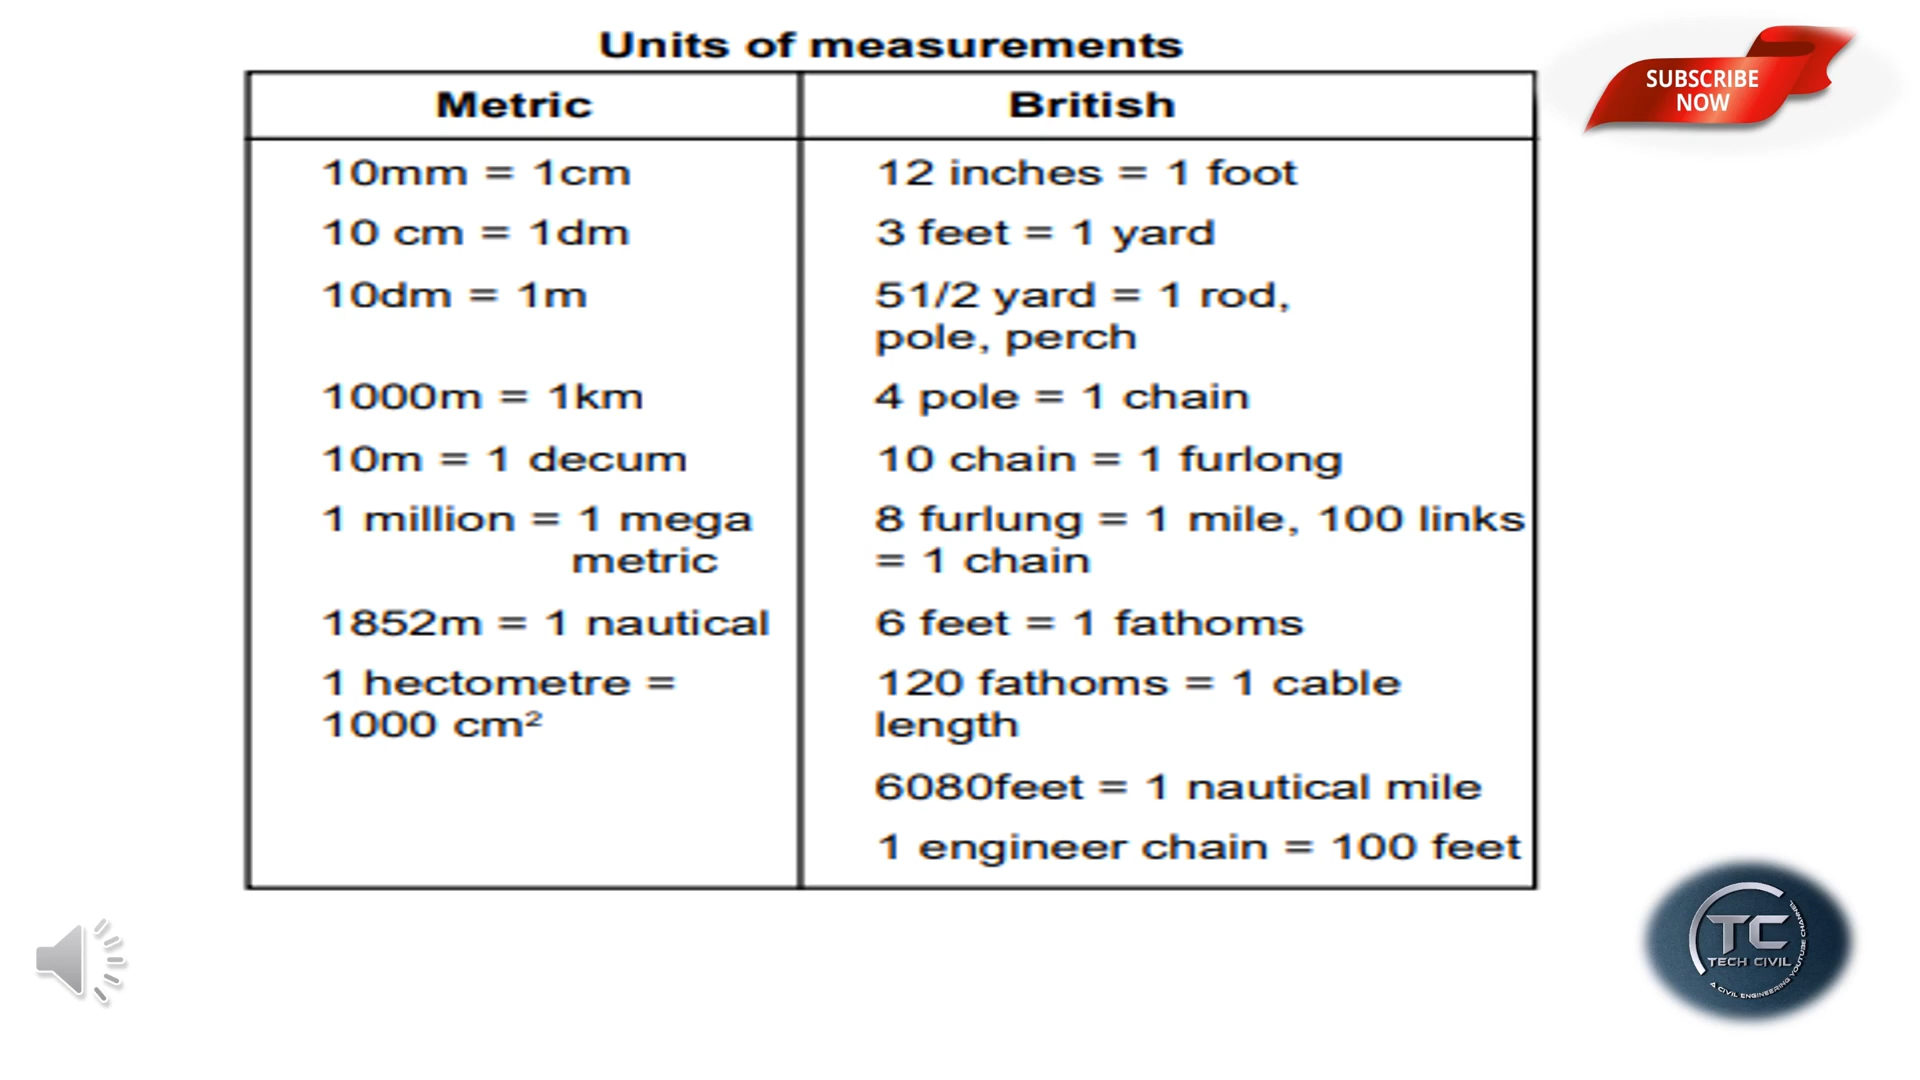 Units of measurements
SUBSCRIBE
NOW
Metric
British
10mm = 1cm
12 inches = 1 foot
10 cm = 1dm
3 feet = 1 yard
10dm = 1m
51/2 yard = 1 rod,
pole, perch
1000m = 1km
4 pole = 1 chain
10m = 1 decum
10 chain = 1 furlong
1 million = 1 mega
metric
8 furlung = 1 mile, 100 links
= 1 chain
1852m = 1 nautical
6 feet = 1 fathoms
1 hectometre =
1000 cm²
120 fathoms = 1 cable
length
6080feet = 1 nautical mile
1 engineer chain = 100 feet
TC
TECH CIVIL
A CIVIL ENGINEERING YOUTUBE CHANNEL